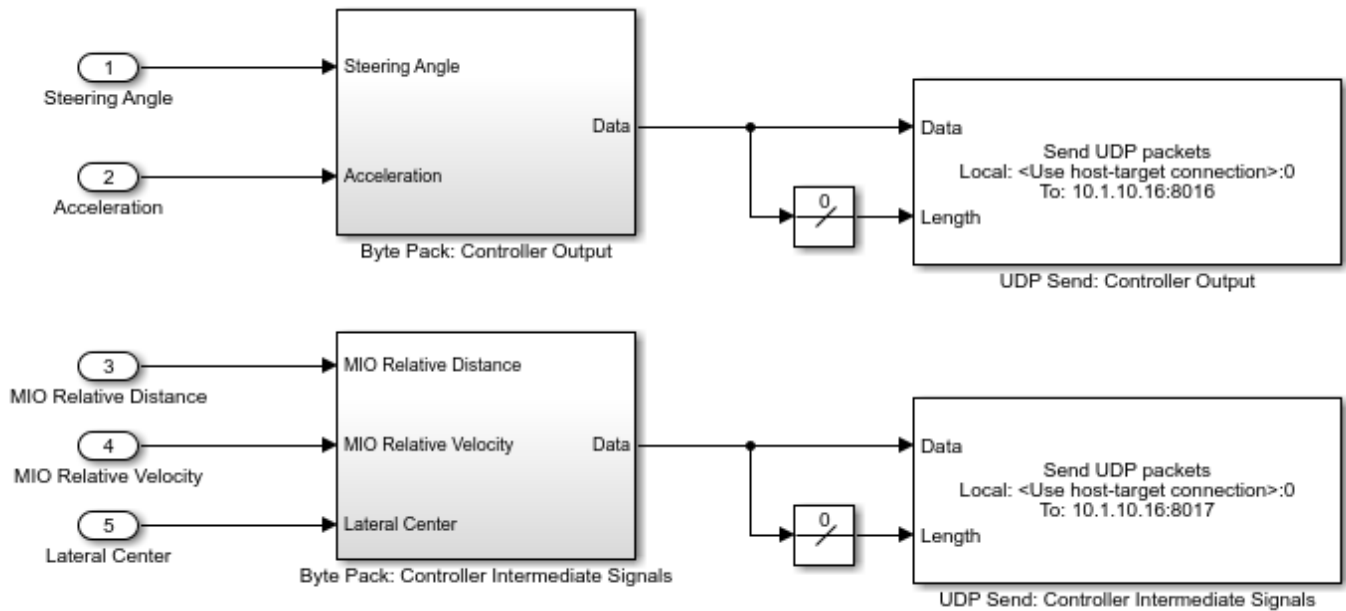 1
Steering Angle
2
Acceleration
Steering Angle
Acceleration
Data
Byte Pack: Controller Output
0
Data
Length
Send UDP packets
Local: <Use host-target connection>:0
To: 10.1.10.16:8016
UDP Send: Controller Output
3
MIO Relative Distance
4
MIO Relative Velocity
5
Lateral Center
MIO Relative Distance
MIO Relative Velocity
Lateral Center
Data
Byte Pack: Controller Intermediate Signals
0
Data
Length
Send UDP packets
Local: <Use host-target connection>:0
To: 10.1.10.16:8017
UDP Send: Controller Intermediate Signals